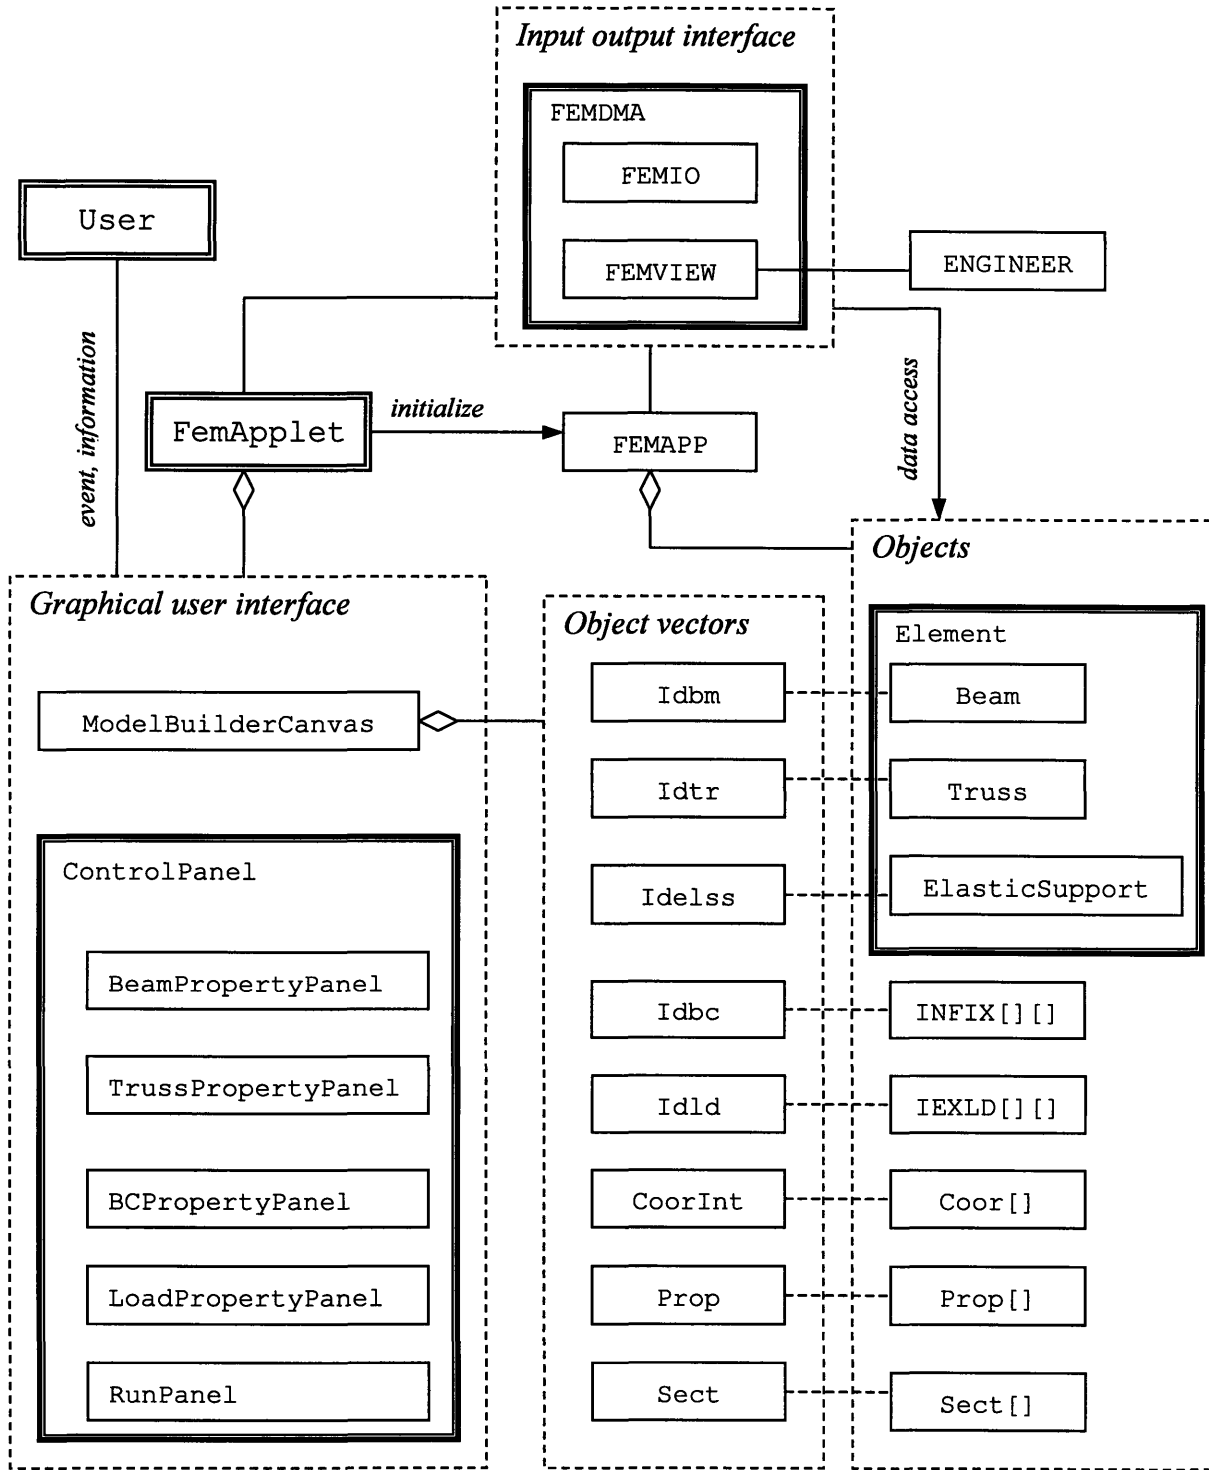 Input output interface
FEMDMA
FEMIO
User
FEMVIEW
ENGINEER
event, information
FemApplet
initialize
FEMAPP
data access
Objects
Graphical user interface
Object vectors
Element
Idbm
Beam
ModelBuilderCanvas
Idtr
Truss
ControlPanel
Idelss
ElasticSupport
BeamPropertyPanel
Idbc
INFIX[][]
TrussPropertyPanel
Idld
IEXLD[][]
BCPropertyPanel
CoorInt
Coor[]
LoadPropertyPanel
Prop
Prop[]
RunPanel
Sect
Sect[]